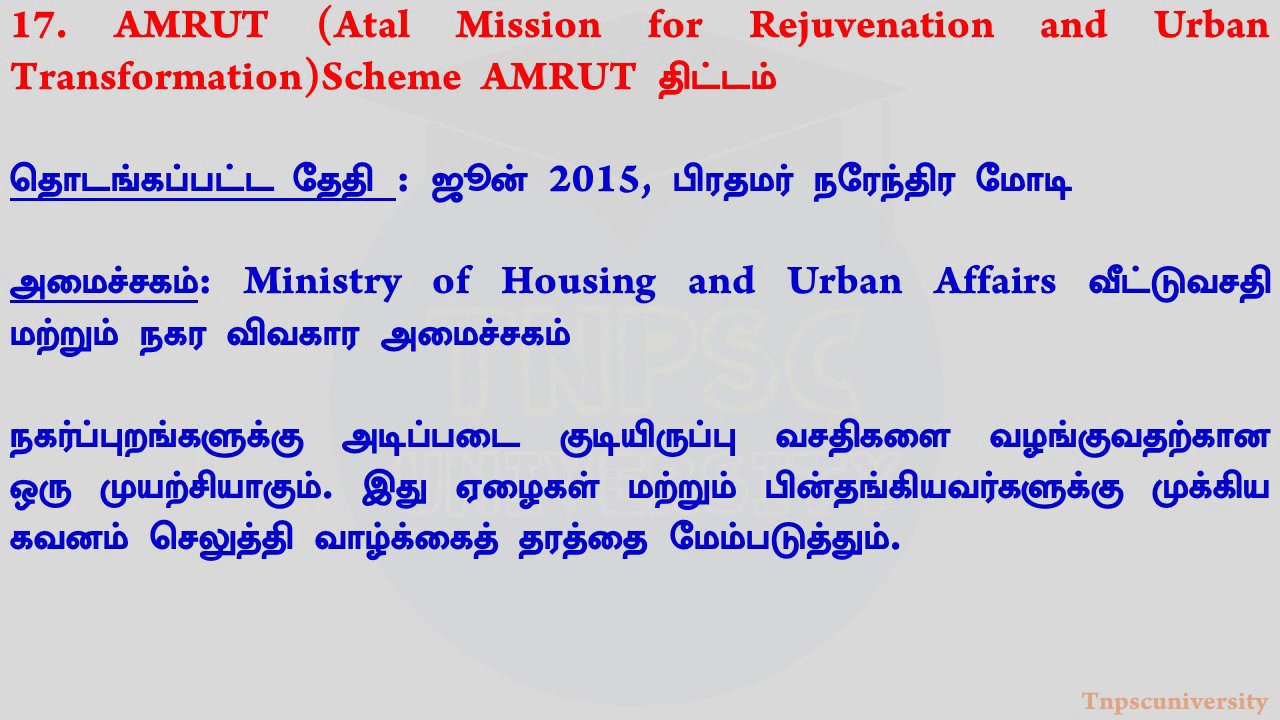 17. AMRUT (Atal Mission for Rejuvenation and Urban
Transformation)Scheme AMRUT திட்டம்
தொடங்கப்பட்ட தேதி : ஜூன் 2015, பிரதமர் நரேந்திர மோடி
அமைச்சகம்: Ministry of Housing and Urban Affairs வீட்டுவசதி
மற்றும் நகர விவகார அமைச்சகம்
நகர்ப்புறங்களுக்கு அடிப்படை குடியிருப்பு வசதிகளை வழங்குவதற்கான
ஒரு முயற்சியாகும். இது ஏழைகள் மற்றும் பின்தங்கியவர்களுக்கு முக்கிய
கவனம் செலுத்தி வாழ்க்கைத் தரத்தை மேம்படுத்தும்.
TNPSC
UNIVERSITY
Tnpscuniversity